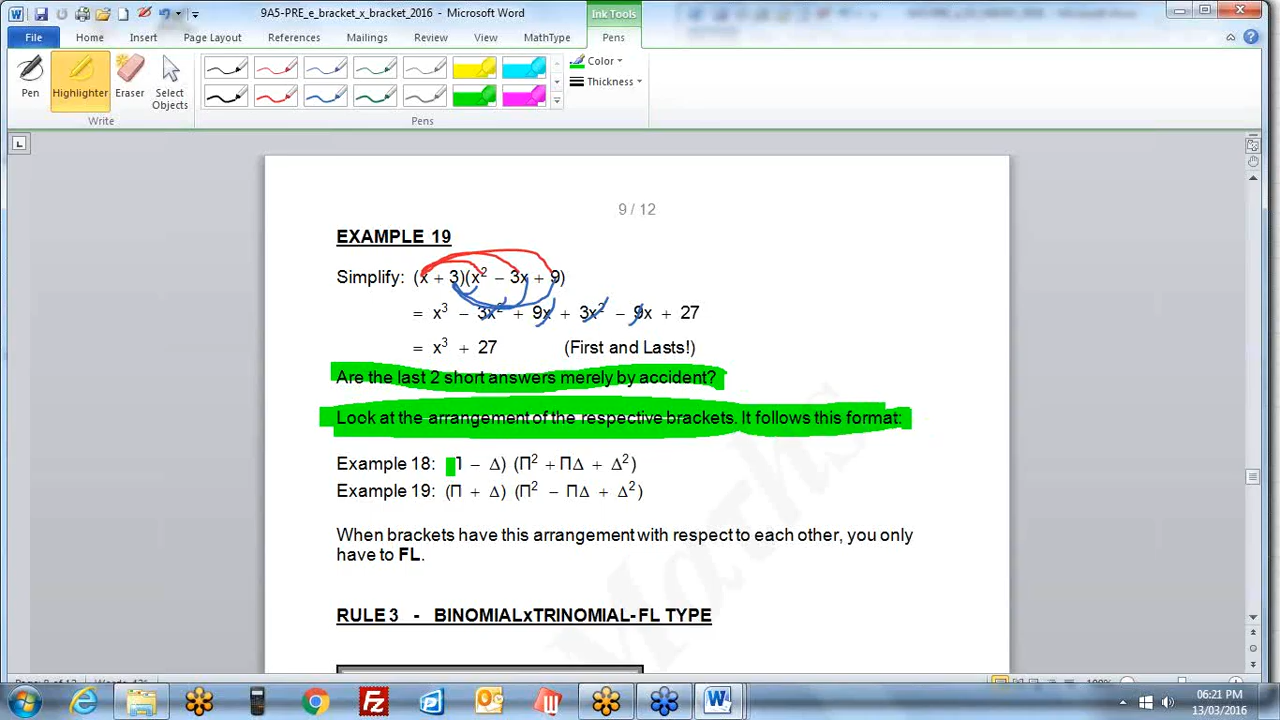 9A5-PRE_e_bracket_x_bracket_2016 - Microsoft Word
Ink Tools
File Home Insert Page Layout References Mailings Review View MathType Pens
Pen Highlighter Eraser Select Objects
Color
Thickness
Write Pens
9 / 12
EXAMPLE 19
Simplify: (x + 3)(x² − 3x + 9)
= x³ − 3x² + 9x + 3x² − 9x + 27
= x³ + 27 (First and Lasts!)
Are the last 2 short answers merely by accident?
Look at the arrangement of the respective brackets. It follows this format:
Example 18: Π − Δ) (Π² + ΠΔ + Δ²)
Example 19: (Π + Δ) (Π² − ΠΔ + Δ²)
When brackets have this arrangement with respect to each other, you only
have to FL.
RULE 3 - BINOMIALxTRINOMIAL- FL TYPE
Maths
06:21 PM
13/03/2016